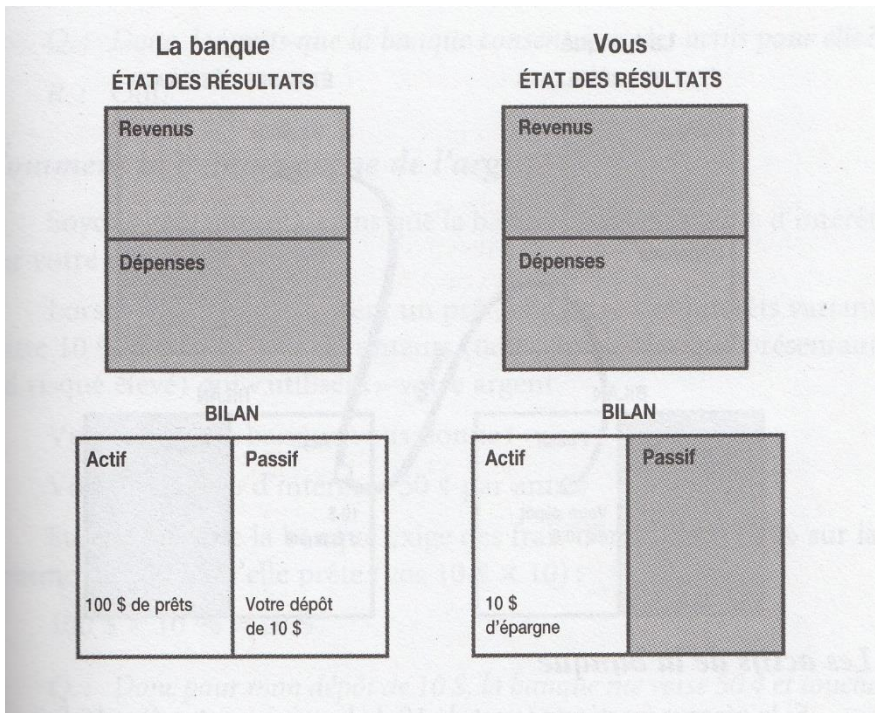 La banque
ÉTAT DES RÉSULTATS
Revenus
Dépenses
BILAN
Actif
Passif
100 $ de prêts
Votre dépôt
de 10 $
Vous
ÉTAT DES RÉSULTATS
Revenus
Dépenses
BILAN
Actif
Passif
10 $
d'épargne